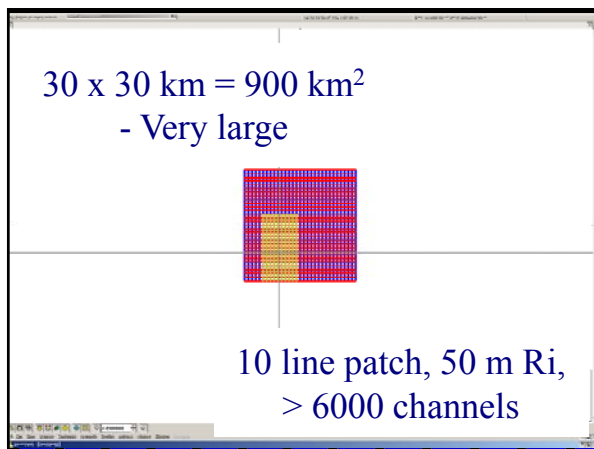 30 x 30 km = 900 km²
- Very large
10 line patch, 50 m Ri,
> 6000 channels